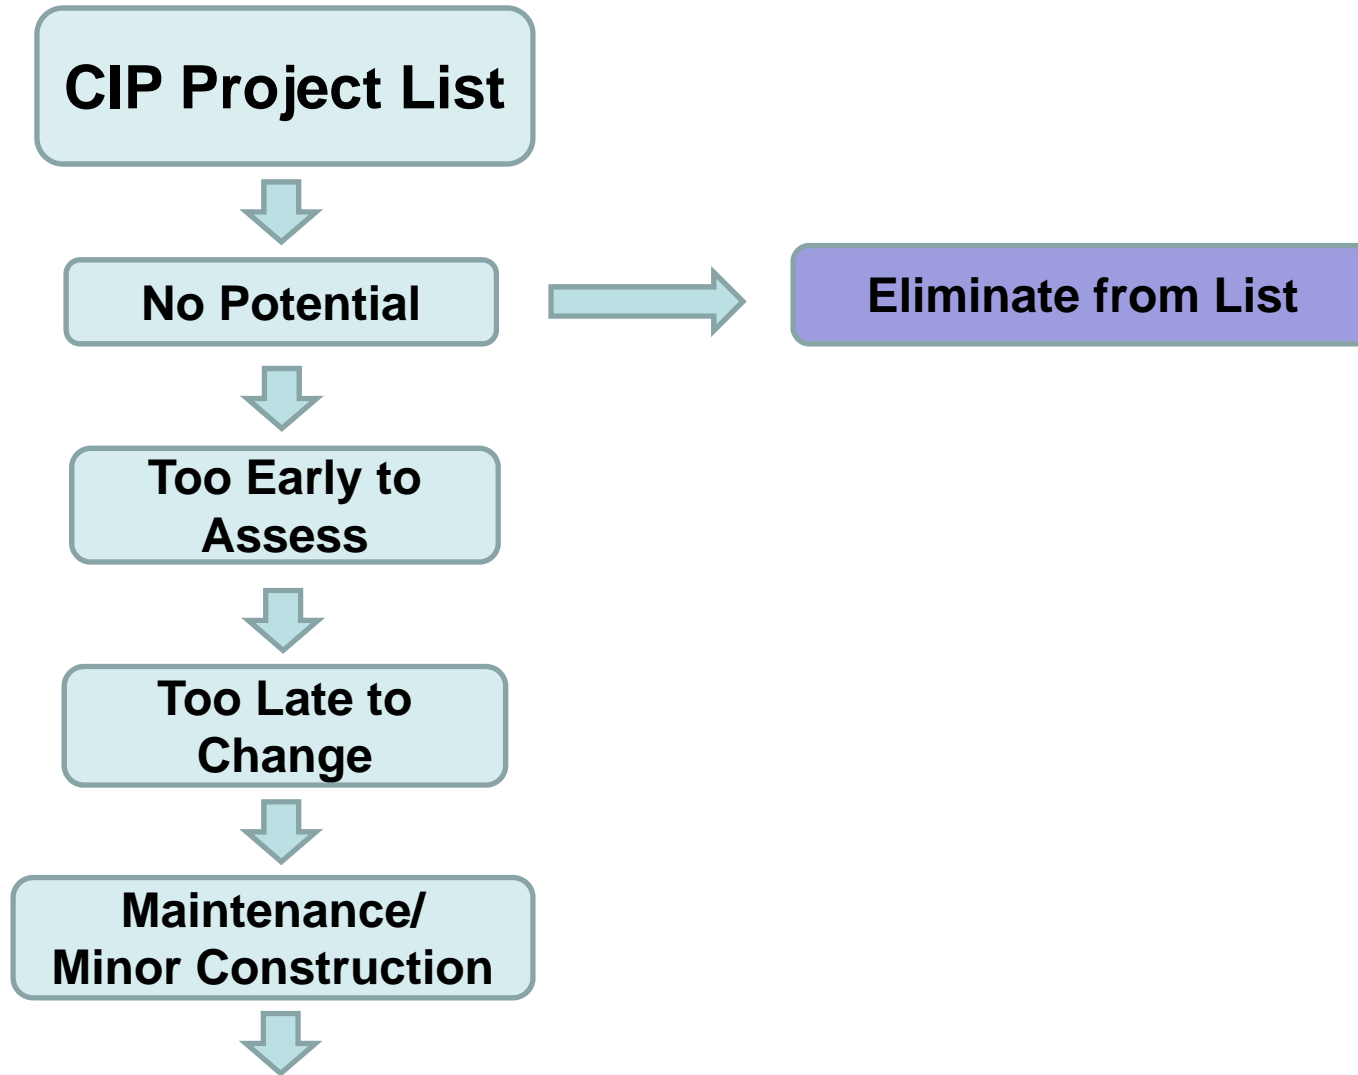 CIP Project List
No Potential
Eliminate from List
Too Early to
Assess
Too Late to
Change
Maintenance/
Minor Construction